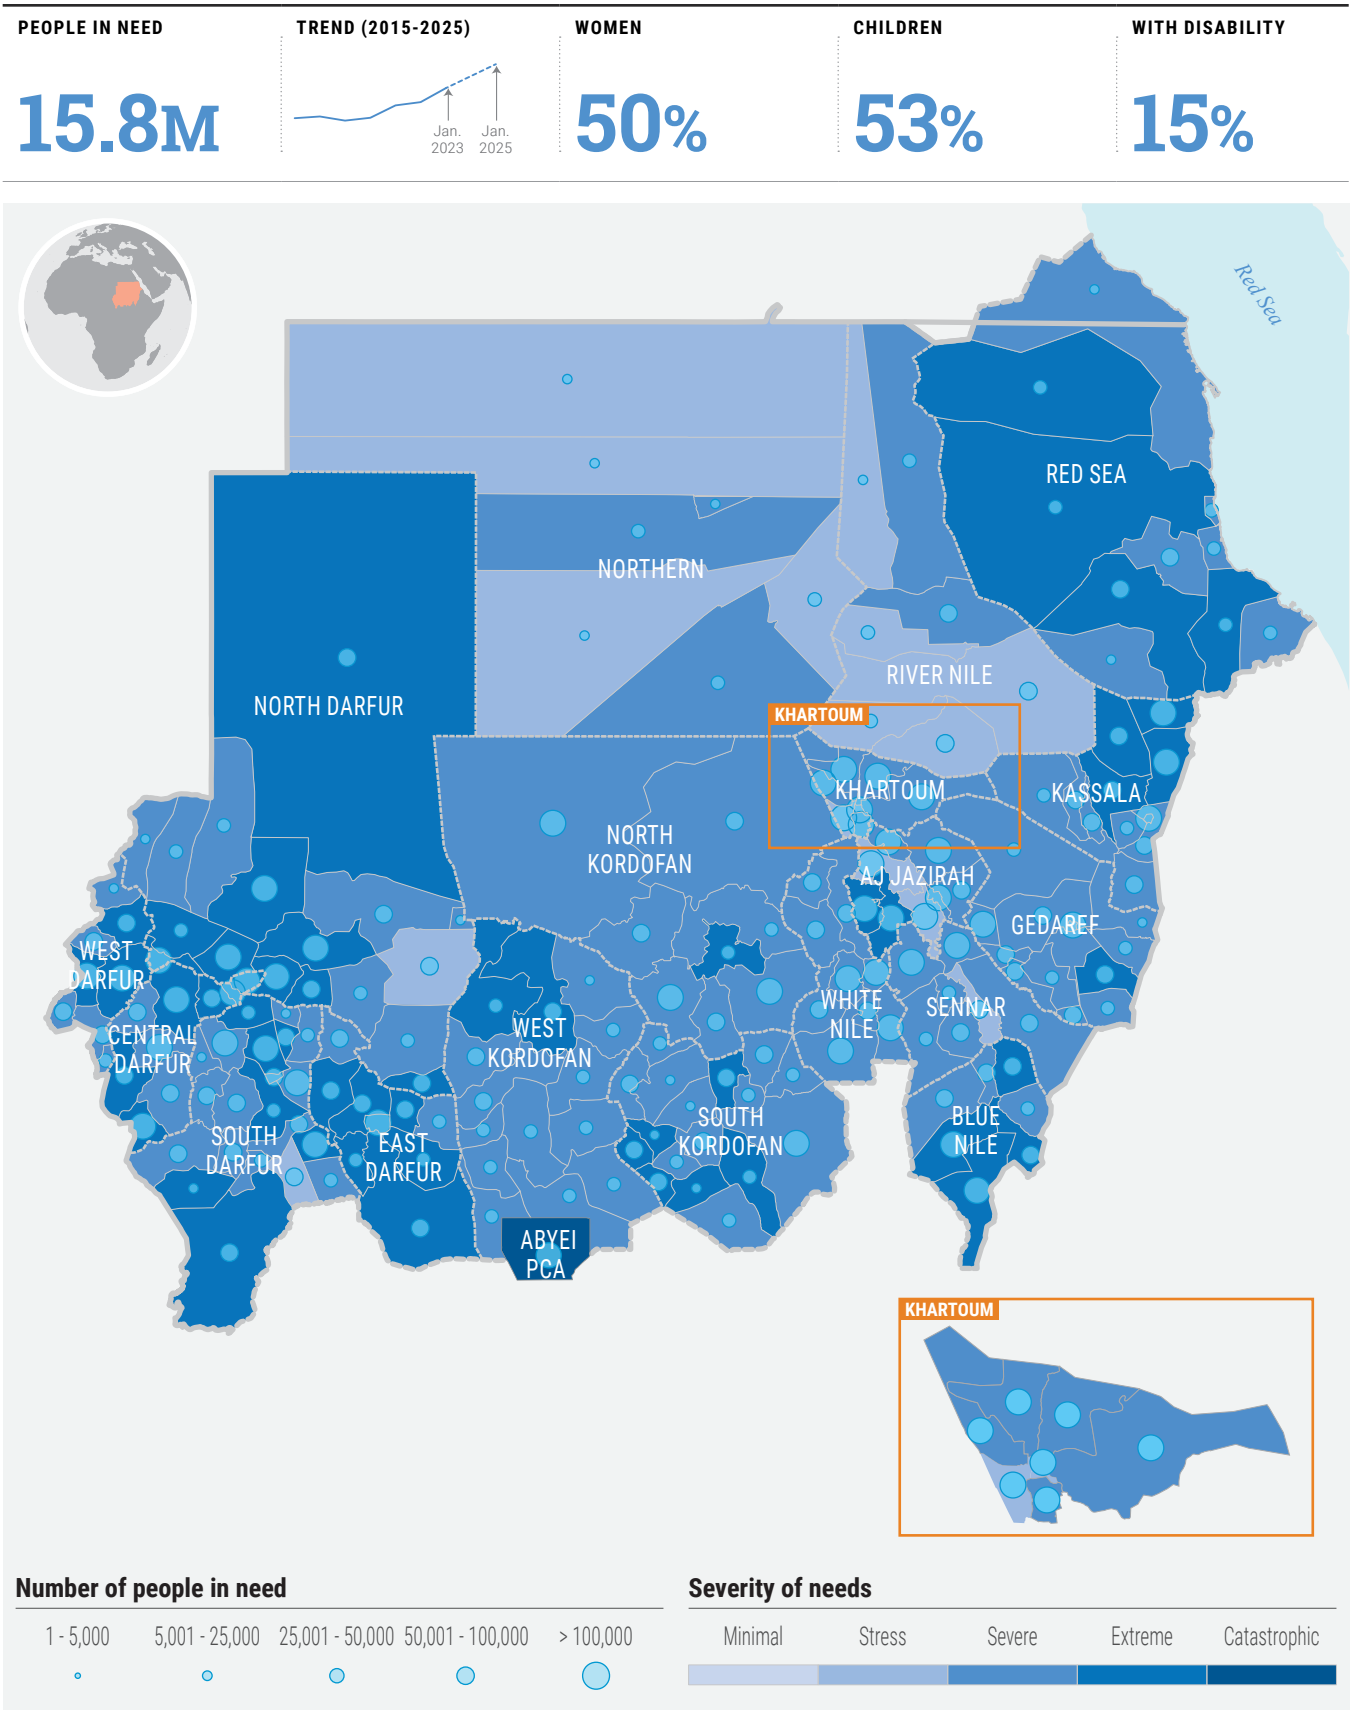 PEOPLE IN NEED
TREND (2015-2025)
WOMEN
CHILDREN
WITH DISABILITY
15.8M
Jan.
2023
Jan.
2025
50%
53%
15%
Red Sea
RED SEA
NORTHERN
RIVER NILE
NORTH DARFUR
KHARTOUM
KHARTOUM
KASSALA
NORTH
KORDOFAN
AJ JAZIRAH
GEDAREF
WEST
DARFUR
WHITE
NILE
SENNAR
CENTRAL
DARFUR
WEST
KORDOFAN
SOUTH
KORDOFAN
BLUE
NILE
SOUTH
DARFUR
EAST
DARFUR
ABYEI
PCA
KHARTOUM
Number of people in need
1 - 5,000
5,001 - 25,000
25,001 - 50,000
50,001 - 100,000
> 100,000
Severity of needs
Minimal
Stress
Severe
Extreme
Catastrophic